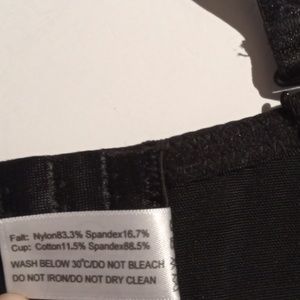 Falt: Nylon83.3% Spandex16.7%
Cup: Cotton11.5% Spandex88.5%
WASH BELOW 30°C/DO NOT BLEACH
DO NOT IRON/DO NOT DRY CLEAN